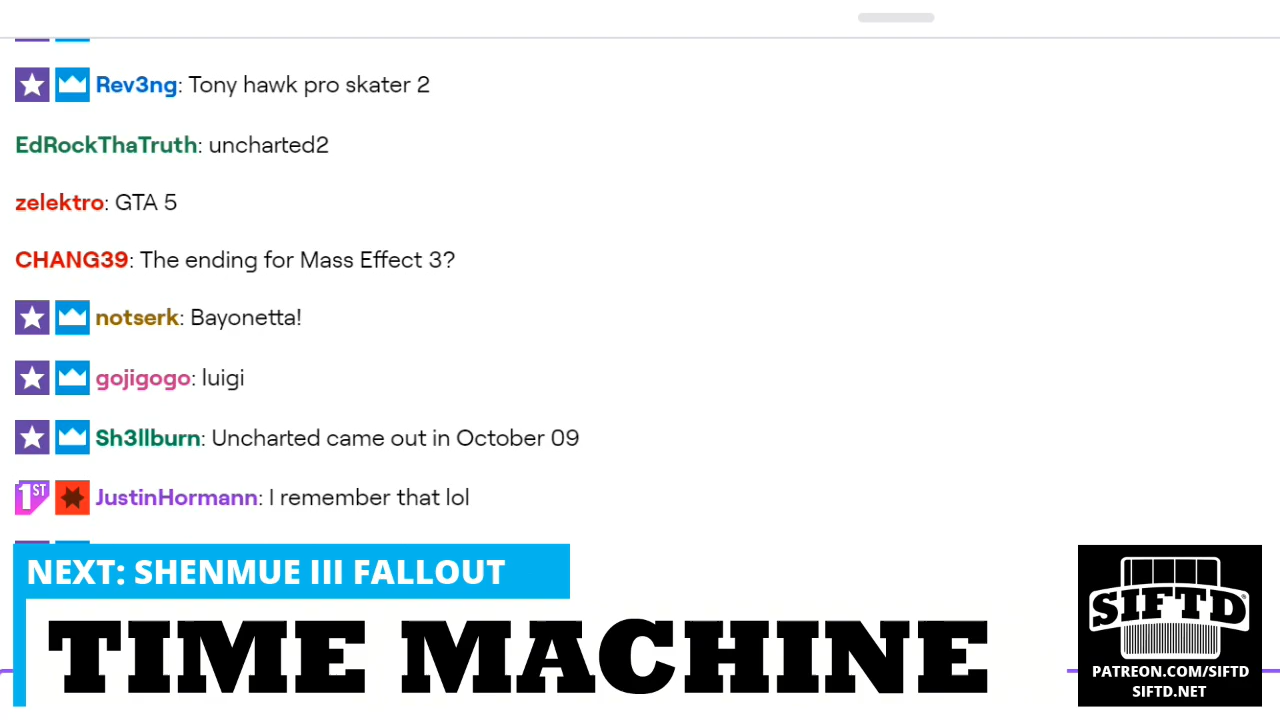 Rev3ng: Tony hawk pro skater 2
EdRockThaTruth: uncharted2
zelektro: GTA 5
CHANG39: The ending for Mass Effect 3?
notserk: Bayonetta!
gojigogo: luigi
Sh3llburn: Uncharted came out in October 09
1ST JustinHormann: I remember that lol
NEXT: SHENMUE III FALLOUT
TIME MACHINE
SIFTD
PATREON.COM/SIFTD
SIFTD.NET